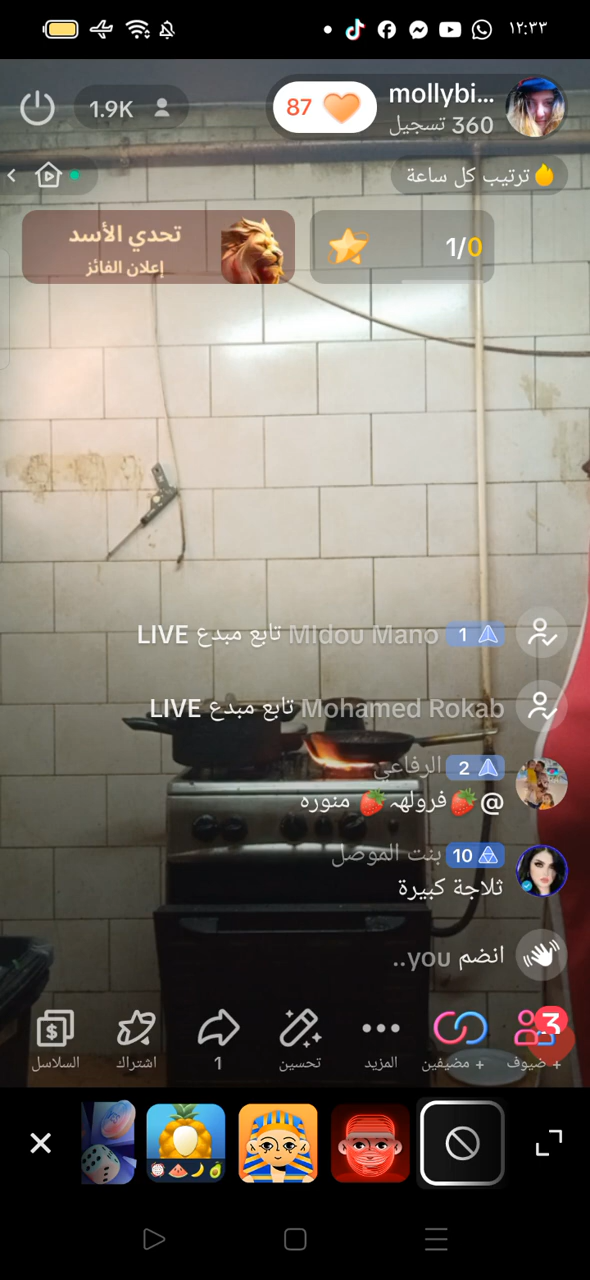 ١٢:٣٣
mollybi...
360 تسجيل
87
1.9K
ترتيب كل ساعة
1/0
تحدي الأسد
إعلان الفائز
1 MIdou Mano تابع مبدع LIVE
Mohamed Rokab تابع مبدع LIVE
2 الرفاعي
@🍓فرولهہ🍓 منوره
10 بنت الموصل
ثلاجة كبيرة
انضم you..
3
+ ضيوف
+ مضيفين
المزيد
تحسين
1
اشتراك
السلاسل